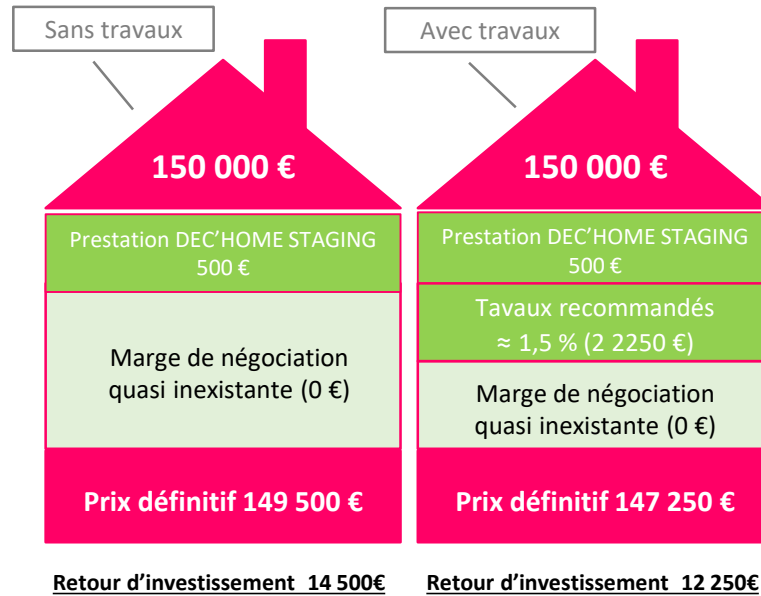 Sans travaux
150 000 €
Prestation DEC’HOME STAGING
500 €
Marge de négociation
quasi inexistante (0 €)
Prix définitif 149 500 €
Retour d’investissement 14 500€
Avec travaux
150 000 €
Prestation DEC’HOME STAGING
500 €
Tavaux recommandés
≈ 1,5 % (2 2250 €)
Marge de négociation
quasi inexistante (0 €)
Prix définitif 147 250 €
Retour d’investissement 12 250€